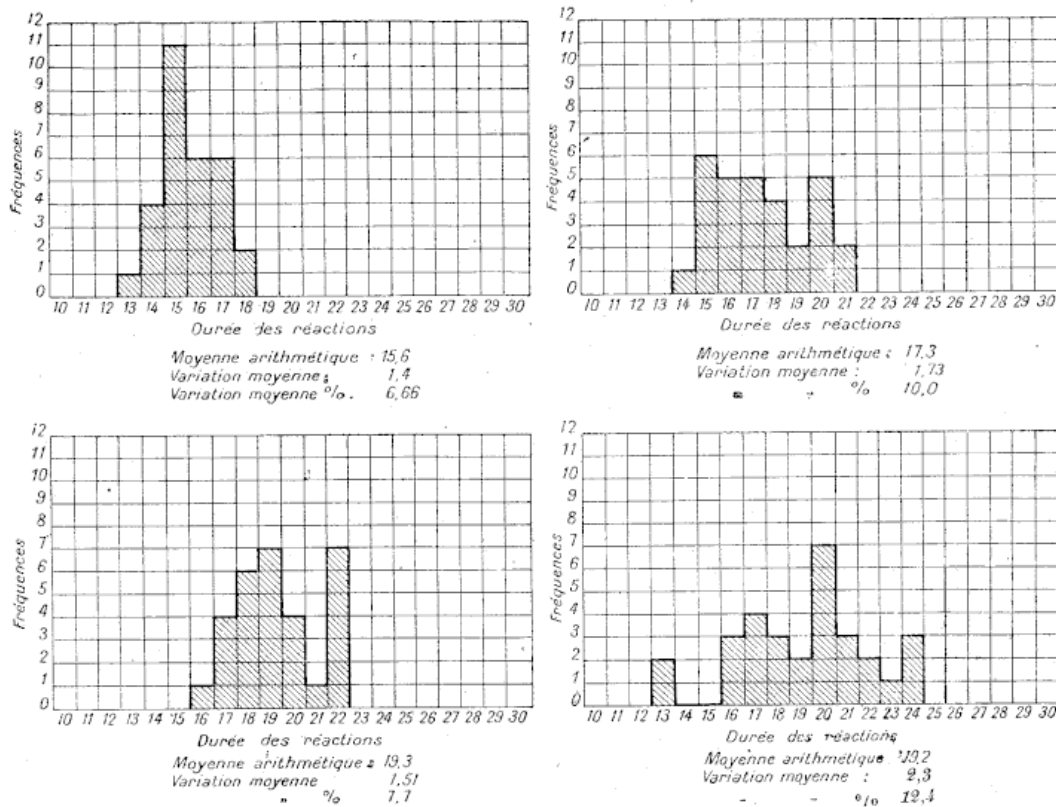 12
11
10
9
8
7
6
5
4
3
2
1
0
Fréquences
10 11 12 13 14 15 16 17 18 19 20 21 22 23 24 25 26 27 28 29 30
Durée des réactions
Moyenne arithmétique : 15,6
Variation moyenne : 1,4
Variation moyenne %. 6,66
12
11
10
9
8
7
6
5
4
3
2
1
0
Fréquences
10 11 12 13 14 15 16 17 18 19 20 21 22 23 24 25 26 27 28 29 30
Durée des réactions
Moyenne arithmétique : 17,3
Variation moyenne : 1,73
" " % 10,0
12
11
10
9
8
7
6
5
4
3
2
1
0
Fréquences
10 11 12 13 14 15 16 17 18 19 20 21 22 23 24 25 26 27 28 29 30
Durée des réactions
Moyenne arithmétique : 19,3
Variation moyenne 1,51
" % 7,7
12
11
10
9
8
7
6
5
4
3
2
1
0
Fréquences
10 11 12 13 14 15 16 17 18 19 20 21 22 23 24 25 26 27 28 29 30
Durée des réactions
Moyenne arithmétique 19,2
Variation moyenne : 2,3
- - % 12,4